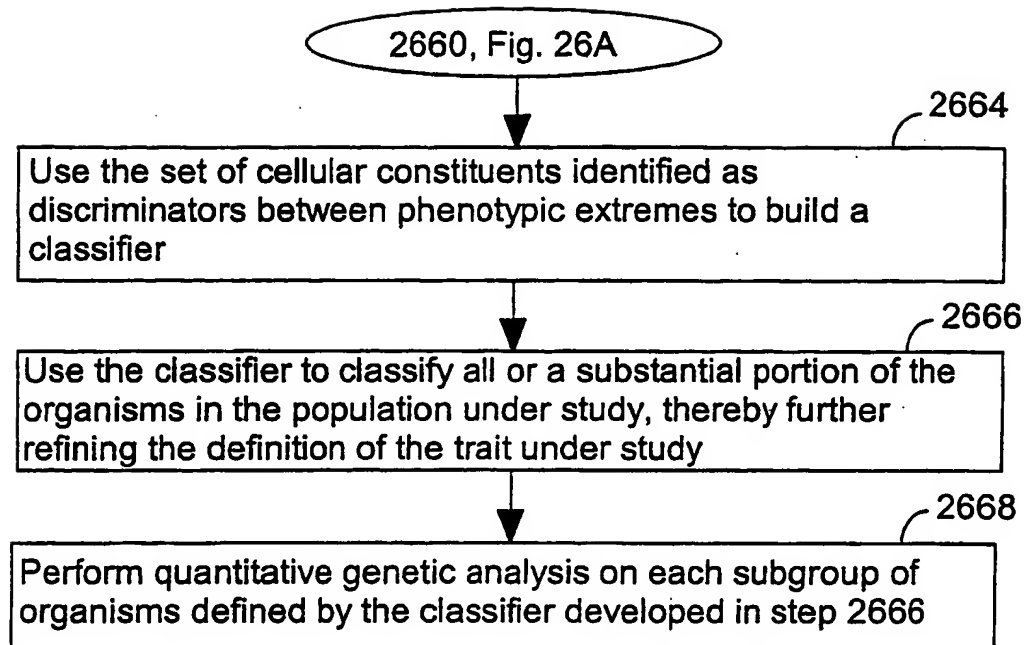 2660, Fig. 26A
2664
Use the set of cellular constituents identified as
discriminators between phenotypic extremes to build a
classifier
2666
Use the classifier to classify all or a substantial portion of the
organisms in the population under study, thereby further
refining the definition of the trait under study
2668
Perform quantitative genetic analysis on each subgroup of
organisms defined by the classifier developed in step 2666